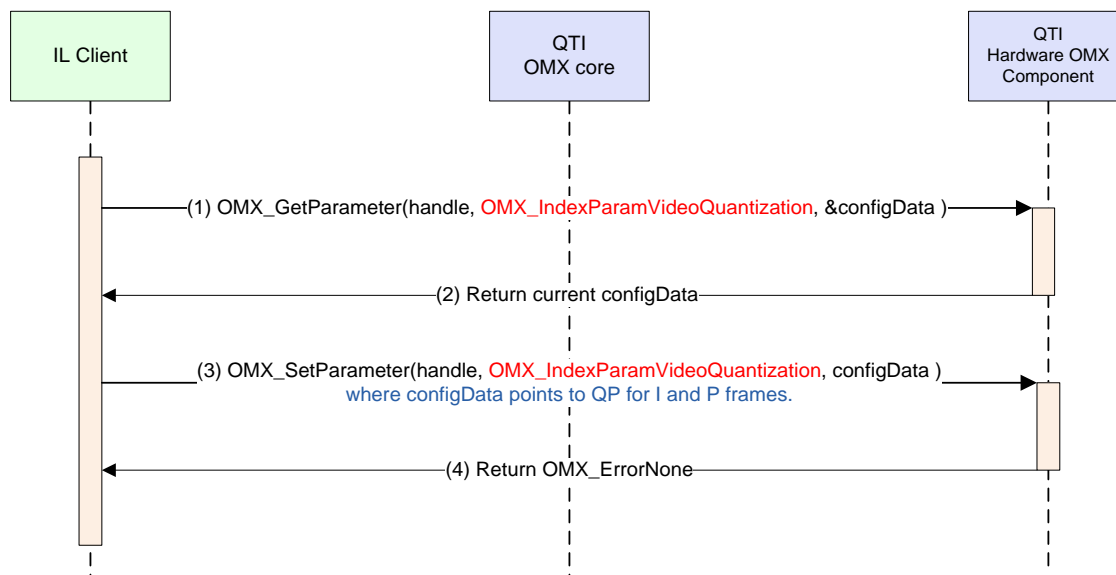 IL Client
QTI
OMX core
QTI
Hardware OMX
Component
(1) OMX_GetParameter(handle, OMX_IndexParamVideoQuantization, &configData )
(2) Return current configData
(3) OMX_SetParameter(handle, OMX_IndexParamVideoQuantization, configData )
where configData points to QP for I and P frames.
(4) Return OMX_ErrorNone